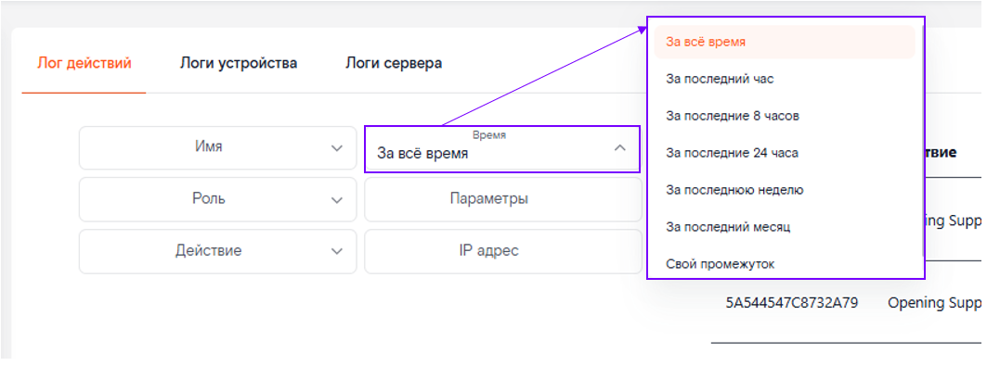 Лог действий
Логи устройства
Логи сервера
Имя
Время
За всё время
Роль
Параметры
Действие
IP адрес
За всё время
За последний час
За последние 8 часов
За последние 24 часа
За последнюю неделю
За последний месяц
Свой промежуток
твие
ing Supp
5A544547C8732A79
Opening Supp